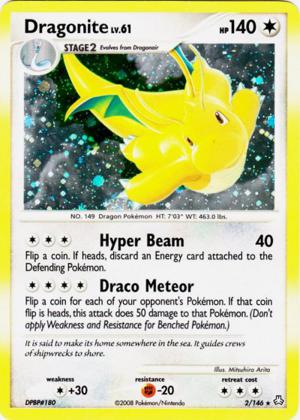 Dragonite LV.61 HP 140
STAGE 2 Evolves from Dragonair
NO. 149 Dragon Pokémon HT: 7'03" WT: 463.0 lbs.
Hyper Beam 40
Flip a coin. If heads, discard an Energy card attached to the
Defending Pokémon.
Draco Meteor
Flip a coin for each of your opponent's Pokémon. If that coin
flip is heads, this attack does 50 damage to that Pokémon. (Don't
apply Weakness and Resistance for Benched Pokémon.)
It is said to make its home somewhere in the sea. It guides crews
of shipwrecks to shore.
Illus. Mitsuhiro Arita
weakness resistance retreat cost
+30 -20
DPBP#180 ©2008 Pokémon/Nintendo 2/146 ★